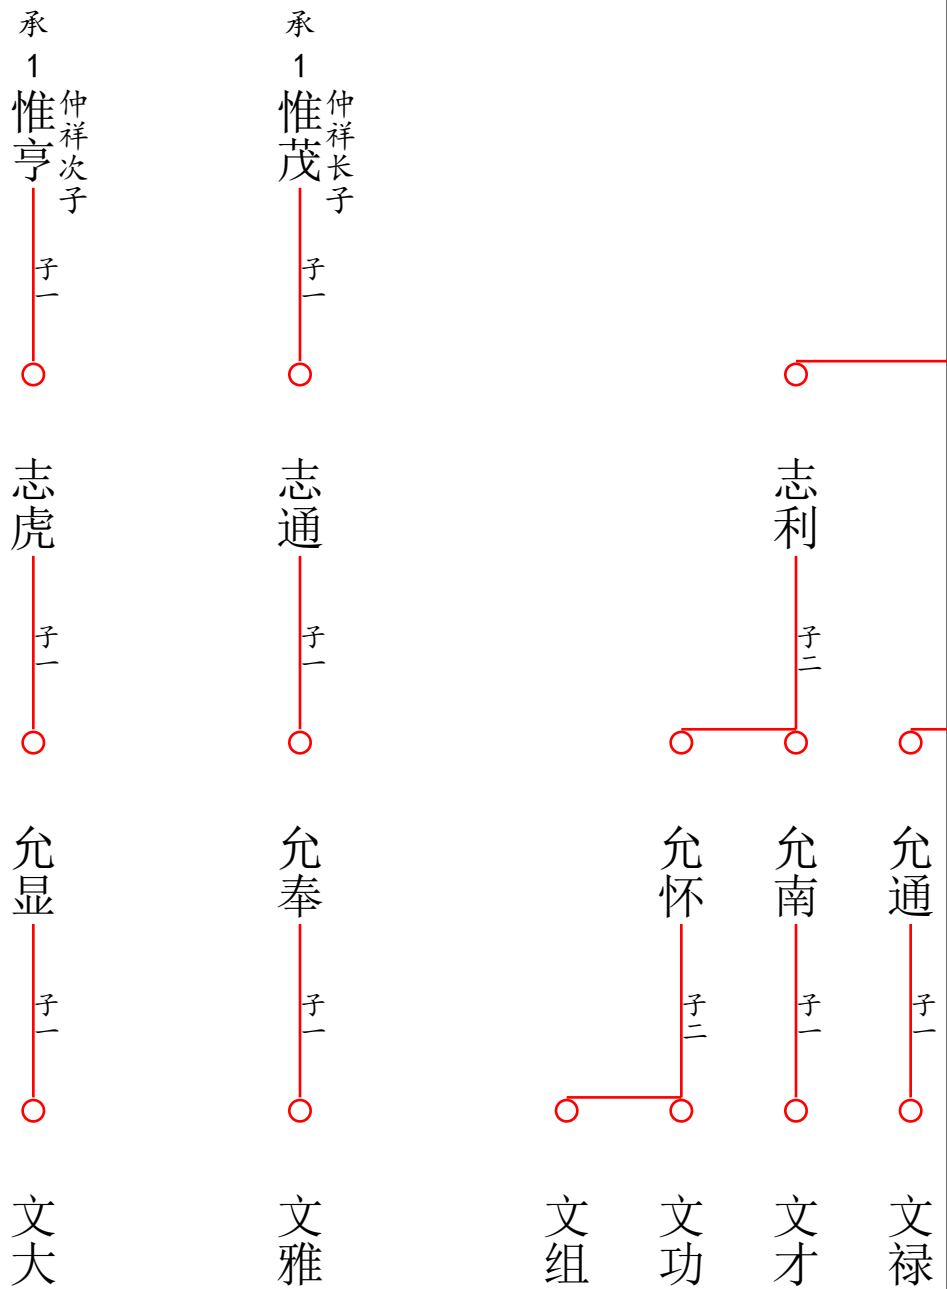 承
1
惟茂
仲祥长子
子一
承
1
惟亨
仲祥次子
子一
志利
子二
志通
子一
志虎
子一
允通
子一
允南
子一
允怀
子二
允奉
子一
允显
子一
文禄
文才
文功
文组
文雅
文大